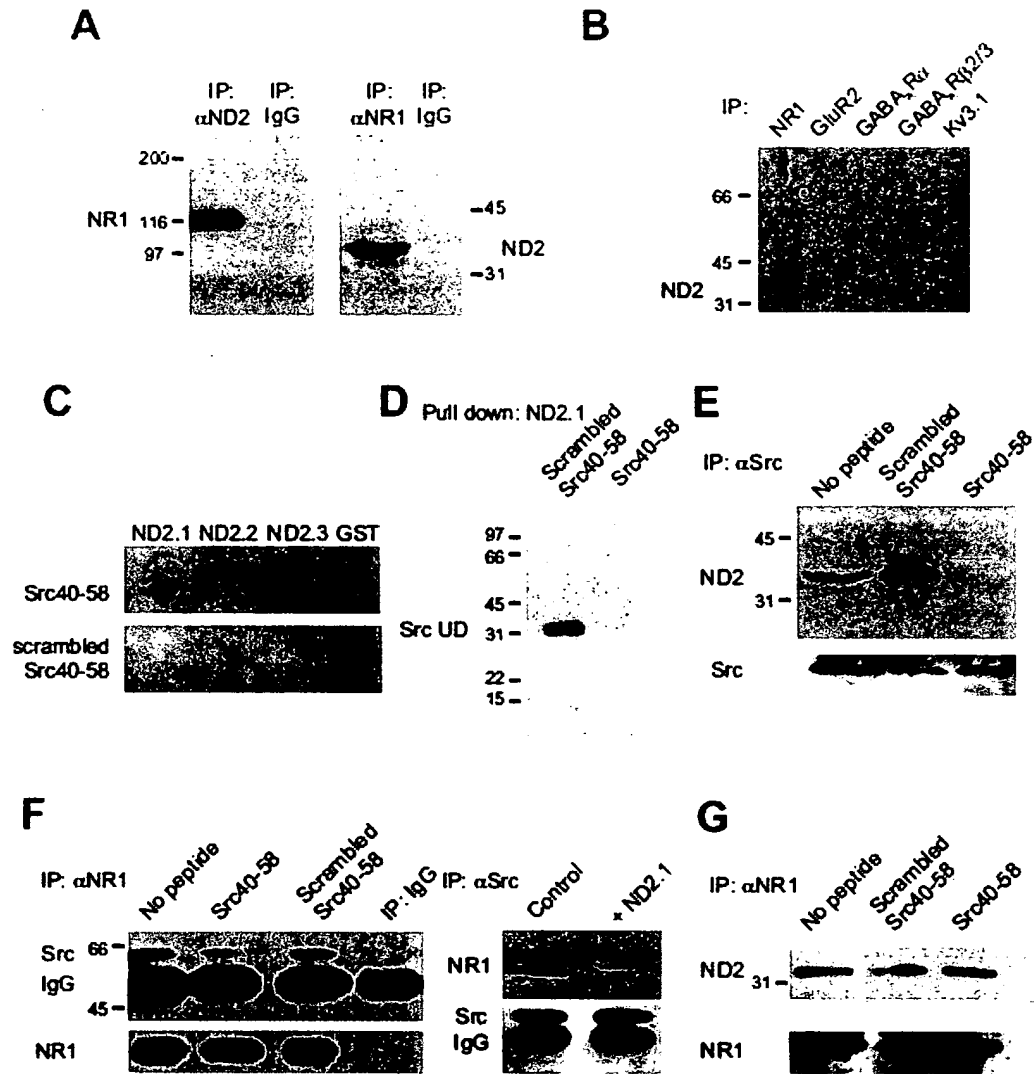 A
IP: αND2
IP: IgG
IP: αNR1
IP: IgG
200
NR1
116
97
45
ND2
31
B
IP:
NR1
GluR2
GABA_ARα
GABA_ARβ2/3
Kv3.1
66
45
ND2
31
C
ND2.1 ND2.2 ND2.3 GST
Src40-58
scrambled Src40-58
D
Pull down: ND2.1
Scrambled Src40-58
Src40-58
97
66
45
Src UD
31
22
15
E
IP: αSrc
No peptide
Scrambled Src40-58
Src40-58
45
ND2
31
Src
F
IP: αNR1
No peptide
Src40-58
Scrambled Src40-58
IP: IgG
Src
66
IgG
45
NR1
IP: αSrc
Control
+ ND2.1
NR1
Src
IgG
G
IP: αNR1
No peptide
Scrambled Src40-58
Src40-58
ND2
31
NR1